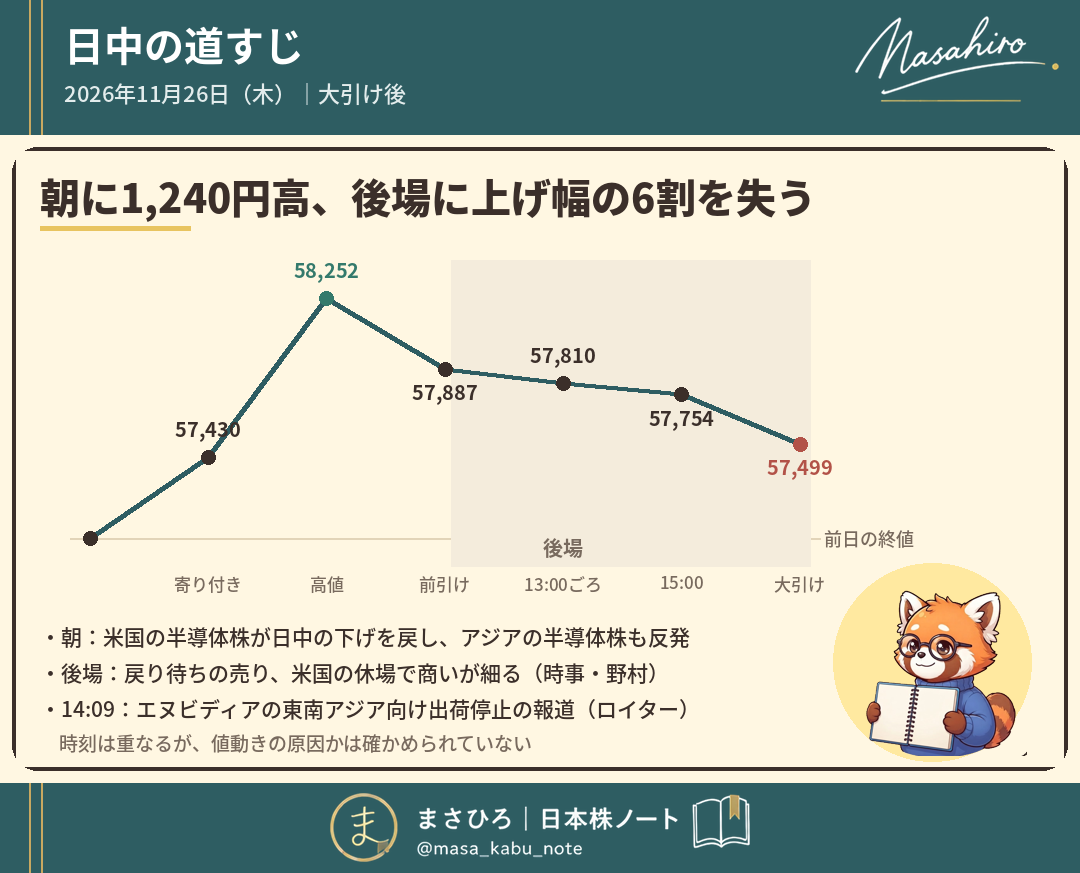 日中の道すじ
Masahiro
2026年11月26日（木）｜大引け後
朝に1,240円高、後場に上げ幅の6割を失う
58,252
57,810
57,887
57,754
57,430
57,499
後場
前日の終値
寄り付き
高値
前引け
13:00ごろ
15:00
大引け
・朝：米国の半導体株が日中の下げを戻し、アジアの半導体株も反発
・後場：戻り待ちの売り、米国の休場で商いが細る（時事・野村）
・14:09：エヌビディアの東南アジア向け出荷停止の報道（ロイター）
時刻は重なるが、値動きの原因かは確かめられていない
ま
まさひろ｜日本株ノート
@masa_kabu_note